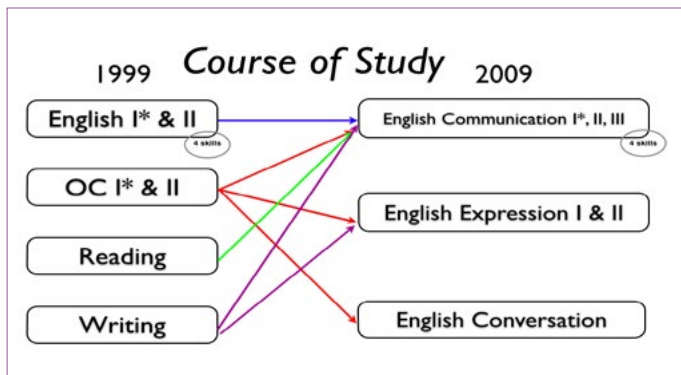 Course of Study
1999
2009
English I* & II
4 skills
OC I* & II
Reading
Writing
English Communication I*, II, III
4 skills
English Expression I & II
English Conversation